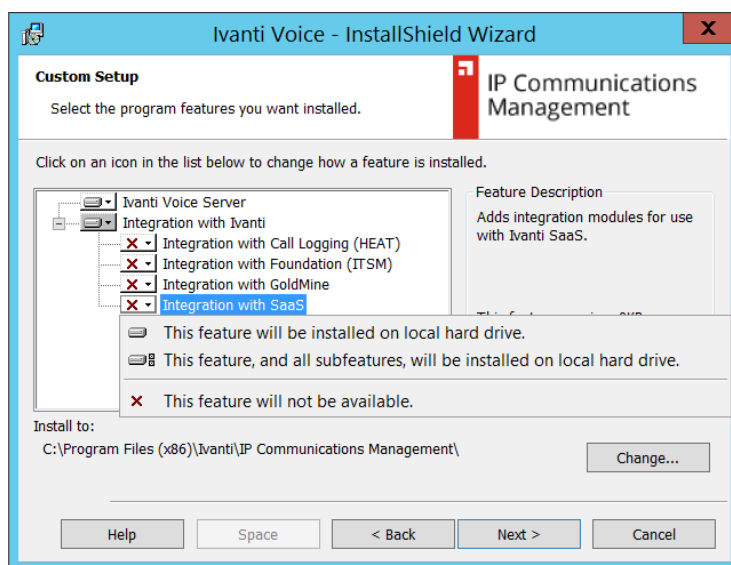 Ivanti Voice - InstallShield Wizard
X
Custom Setup
Select the program features you want installed.
IP Communications
Management
Click on an icon in the list below to change how a feature is installed.
Ivanti Voice Server
Integration with Ivanti
Integration with Call Logging (HEAT)
Integration with Foundation (ITSM)
Integration with GoldMine
Integration with SaaS
Feature Description
Adds integration modules for use
with Ivanti SaaS.
This feature will be installed on local hard drive.
This feature, and all subfeatures, will be installed on local hard drive.
This feature will not be available.
Install to:
C:\Program Files (x86)\Ivanti\IP Communications Management\
Change...
Help
Space
< Back
Next >
Cancel